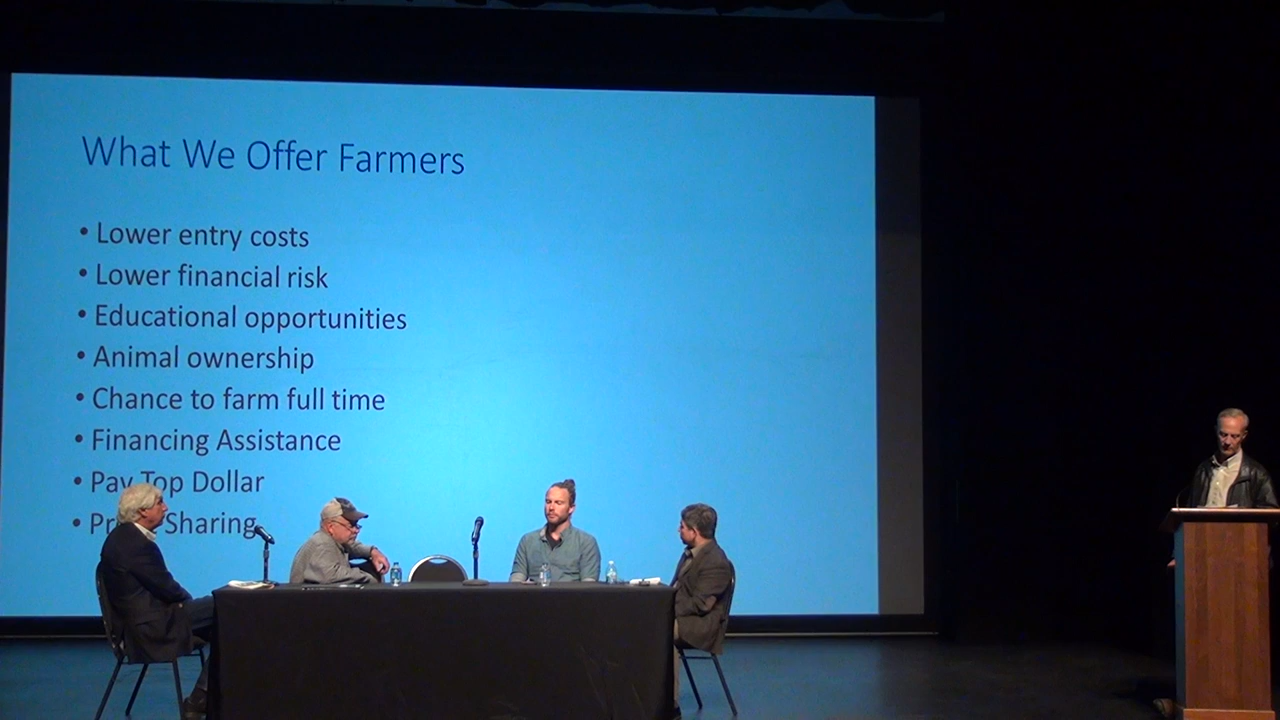 What We Offer Farmers
• Lower entry costs
• Lower financial risk
• Educational opportunities
• Animal ownership
• Chance to farm full time
• Financing Assistance
• Pay Top Dollar
• Profit Sharing